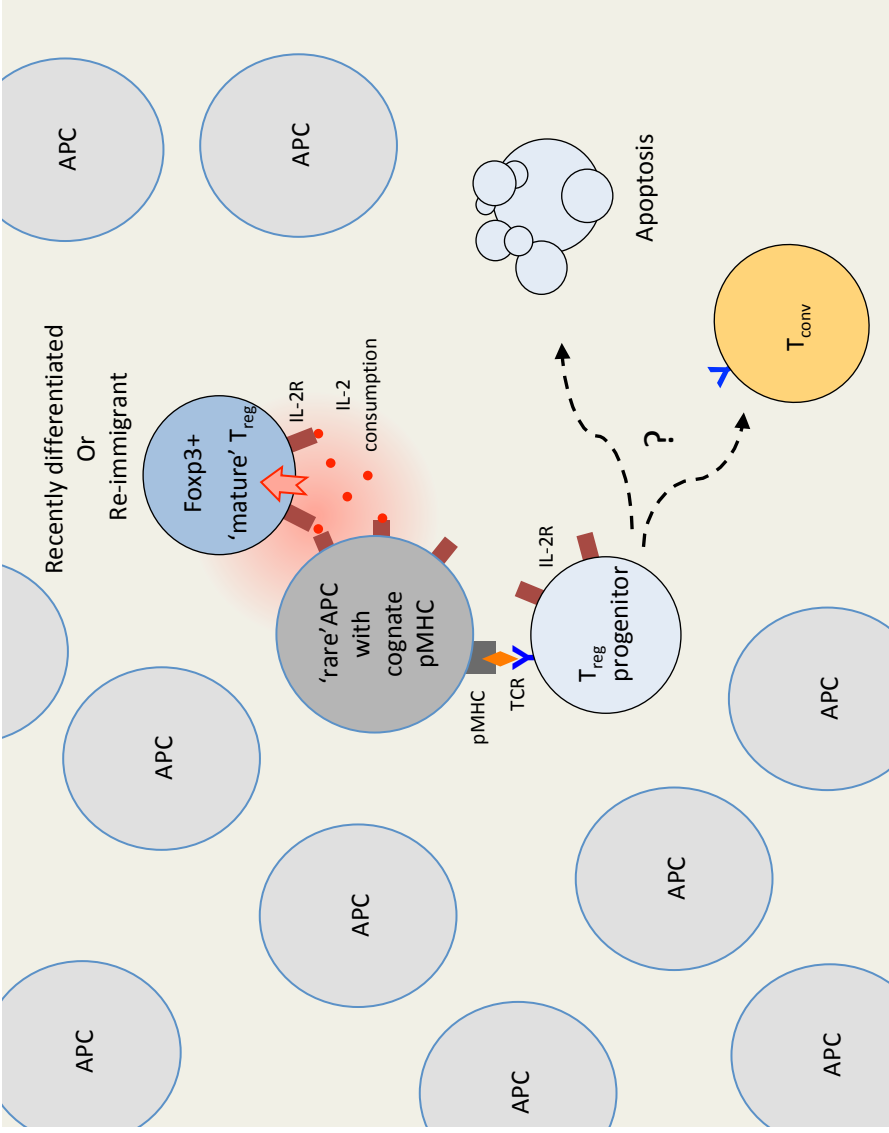 Recently differentiated
Or
Re-immigrant
APC
APC
APC
Foxp3+
‘mature’ Treg
IL-2R
APC
IL-2
consumption
‘rare’APC
with
cognate
pMHC
APC
pMHC
TCR
APC
IL-2R
Treg
progenitor
Apoptosis
?
APC
Tconv
APC
APC